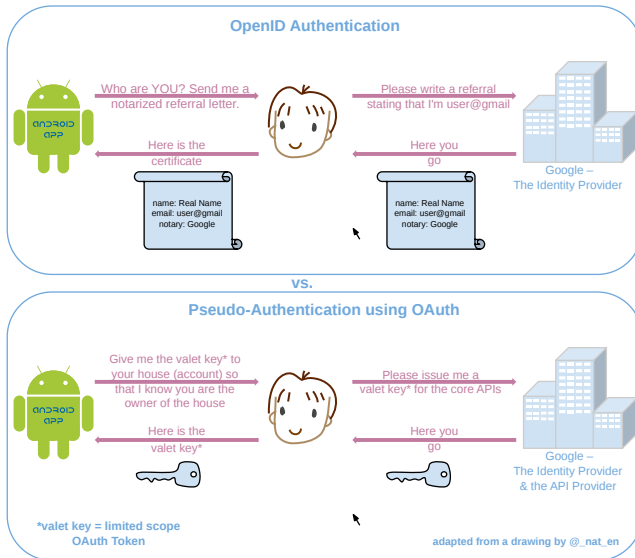 OpenID Authentication
Who are YOU? Send me a
notarized referral letter.
Please write a referral
stating that I'm user@gmail
ANDROID
APP
Here is the
certificate
Here you
go
Google –
The Identity Provider
name: Real Name
email: user@gmail
notary: Google
name: Real Name
email: user@gmail
notary: Google
vs.
Pseudo-Authentication using OAuth
Give me the valet key* to
your house (account) so
that I know you are the
owner of the house
Please issue me a
valet key* for the core APIs
ANDROID
APP
Here is the
valet key*
Here you
go
Google –
The Identity Provider
& the API Provider
*valet key = limited scope
OAuth Token
adapted from a drawing by @_nat_en